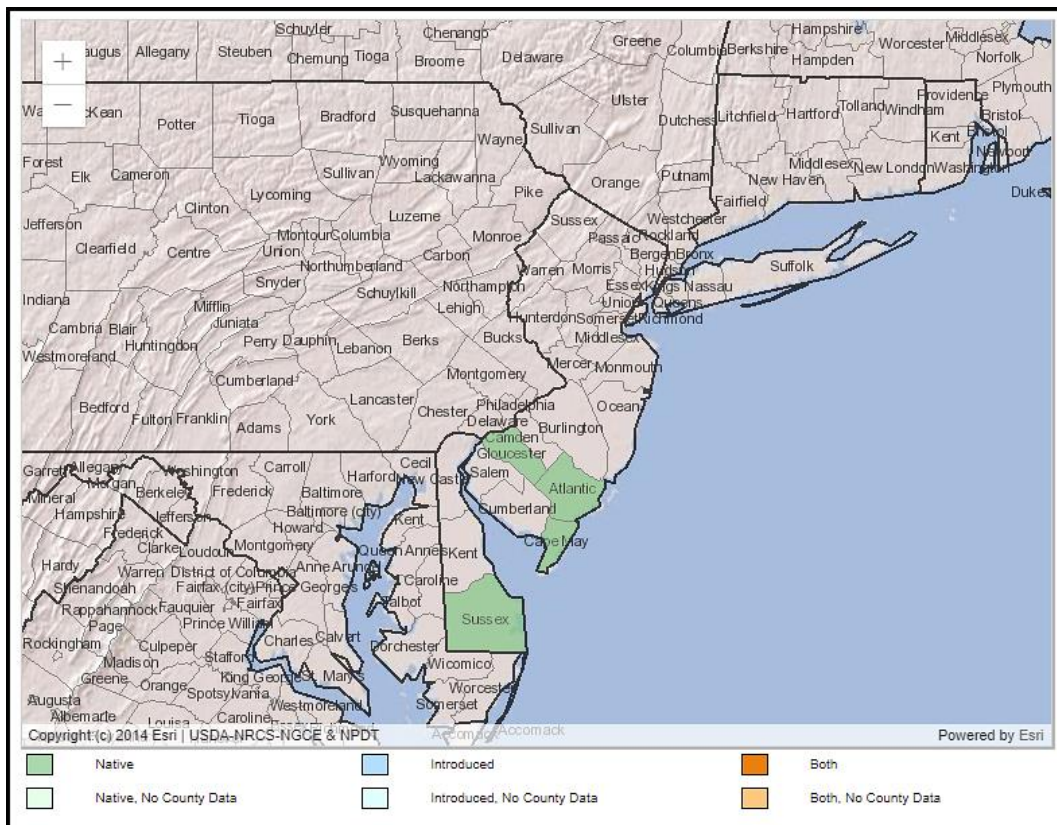 Schuyler Chenango Greene Hampshire Middlesex
+ augus Allegany Steuben Chemung Tioga Broome Delaware Columbia Berkshire Hampden Worcester Norfolk
− McKean Potter Tioga Bradford Susquehanna Wayne Sullivan Ulster Dutchess Litchfield Hartford Tolland Windham Providence Plymouth
Kent Bristol Bristol
Forest Elk Cameron Sullivan Wyoming Lackawanna Pike Orange Putnam Middlesex New London Washington Newport
Clinton Lycoming New Haven Fairfield Dukes
Jefferson Luzerne Sussex Westchester
Clearfield Centre Montour Columbia Monroe Passaic Rockland
Union Carbon Bergen Bronx
Northumberland Warren Morris Hudson Suffolk
Snyder Schuylkill Northampton Essex Kings Nassau
Indiana Mifflin Lehigh Union Queens
Cambria Blair Juniata Hunterdon Somerset Richmond
Westmoreland Huntingdon Perry Dauphin Lebanon Berks Bucks Middlesex
Cumberland Montgomery Mercer Monmouth
Bedford Fulton Franklin Adams York Lancaster Chester Philadelphia Ocean
Delaware Burlington
Camden
Garrett Allegany Washington Carroll Cecil Gloucester
Mineral Morgan Berkeley Frederick Baltimore Harford New Castle Salem Atlantic
Hampshire Jefferson Baltimore (city) Cumberland
Frederick Howard Kent
Clarke Loudoun Montgomery Queen Annes Kent Cape May
Hardy Warren District of Columbia Anne Arundel Caroline
Shenandoah Fairfax (city) Prince Georges Talbot
Rappahannock Fauquier Fairfax Sussex
Page Prince William
Rockingham Culpeper Charles Calvert Dorchester
Madison Stafford Wicomico
Greene Orange King George St. Mary's Worcester
Augusta Spotsylvania Westmoreland Somerset
Albemarle Louisa Caroline
Copyright (c) 2014 Esri | USDA-NRCS-NGCE & NPDT Accomack Accomack Powered by Esri
Native Introduced Both
Native, No County Data Introduced, No County Data Both, No County Data